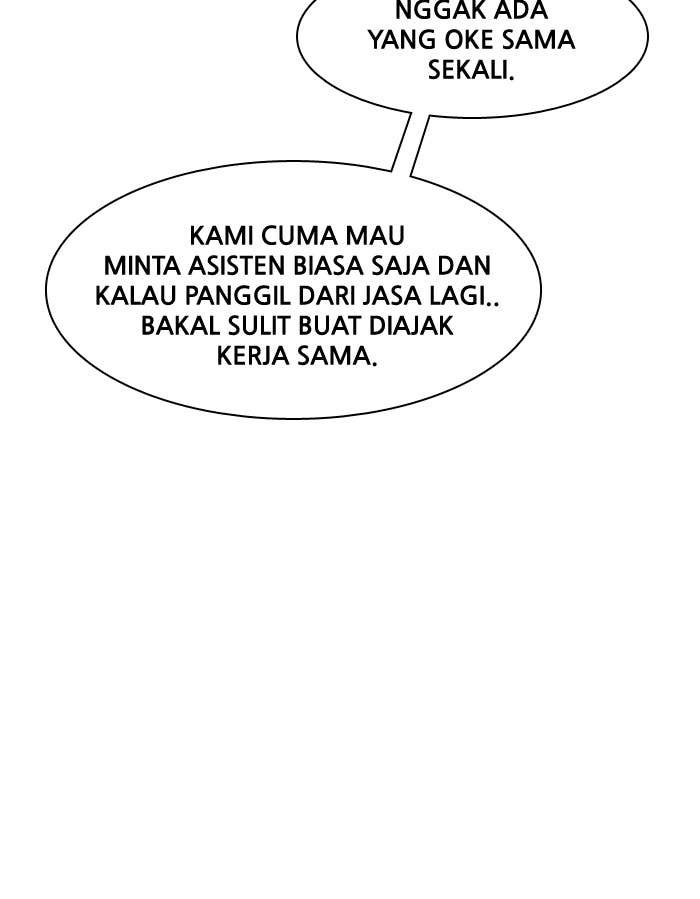 NGGAK ADA
YANG OKE SAMA
SEKALI.
KAMI CUMA MAU
MINTA ASISTEN BIASA SAJA DAN
KALAU PANGGIL DARI JASA LAGI..
BAKAL SULIT BUAT DIAJAK
KERJA SAMA.